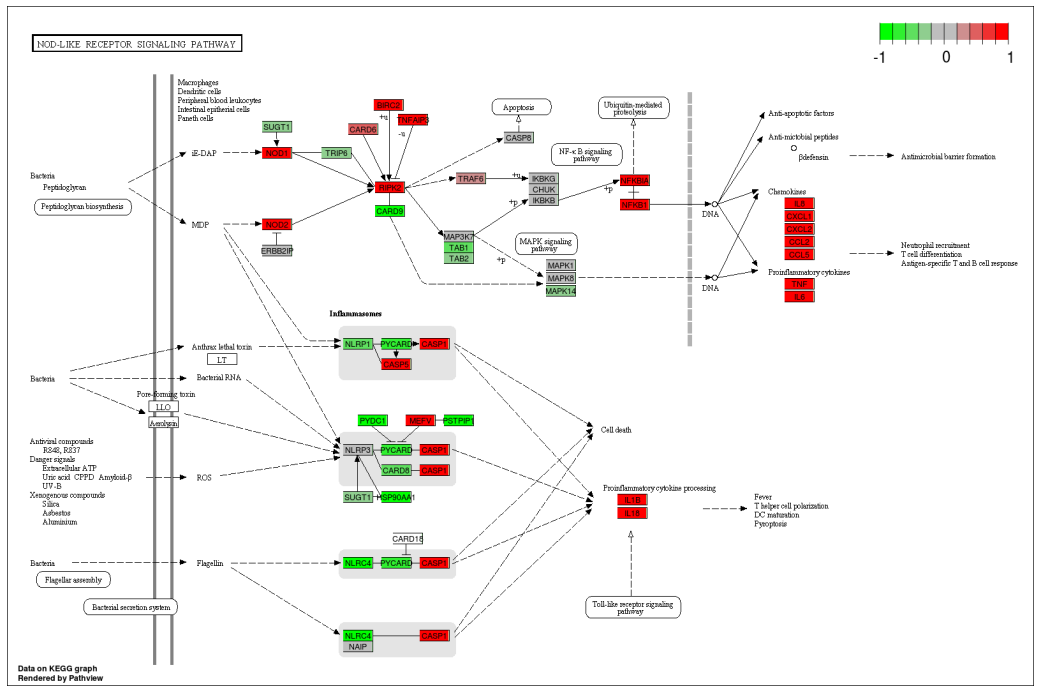 NOD-LIKE RECEPTOR SIGNALING PATHWAY
-1 0 1
Macrophages
Dendritic cells
Peripheral blood leukocytes
Intestinal epitherial cells
Paneth cells
SUGT1
NOD1
TRIP6
iE-DAP
CARD6
BIRC2
TNFAIP3
+u
-u
RIPK2
CARD9
Apoptosis
CASP8
Ubiquitin-mediated
proteolysis
NF-κ B signaling
pathway
TRAF6
+u
+p
IKBKG
CHUK
IKBKB
NFKBIA
+p
NFKB1
DNA
Anti-apoptotic factors
Anti-mictobial peptides
βdefensin
Antimicrobial barrier formation
Chemokines
CXCL1
CXCL2
CCL2
CCL5
Proinflammatory cytokines
TNF
IL6
Neutrophil recruitment
T cell differentiation
Antigen-specific T and B cell response
Bacteria
Peptidoglycan
Peptidoglycan biosynthesis
MDP
NOD2
ERBB2IP
MAP3K7
TAB1
TAB2
+p
MAPK signaling
pathway
MAPK1
MAPK8
MAPK14
DNA
Inflammasomes
NLRP1
PYCARD
CASP1
Anthrax lethal toxin
LT
Bacteria
Bacterial RNA
Pore-forming toxin
LLO
Aerolysin
PYDC1
MEFV
PSTPIP1
NLRP3
PYCARD
CASP1
CARD8
CASP1
SUGT1
HSP90AA1
Cell death
Antiviral compounds
R848, R837
Danger signals
Extracellular ATP
Uric acid CPPD Amyloid-β
UV-B
Xenogenous compounds
Silica
Asbestos
Aluminium
ROS
Proinflammatory cytokine processing
IL1B
IL18
Fever
T helper cell polarization
DC maturation
Pyroptosis
CARD18
NLRC4
PYCARD
CASP1
Bacteria
Flagellin
Flagellar assembly
Bacterial secretion system
Toll-like receptor signaling
pathway
NLRC4
NAIP
CASP1
Data on KEGG graph
Rendered by Pathview